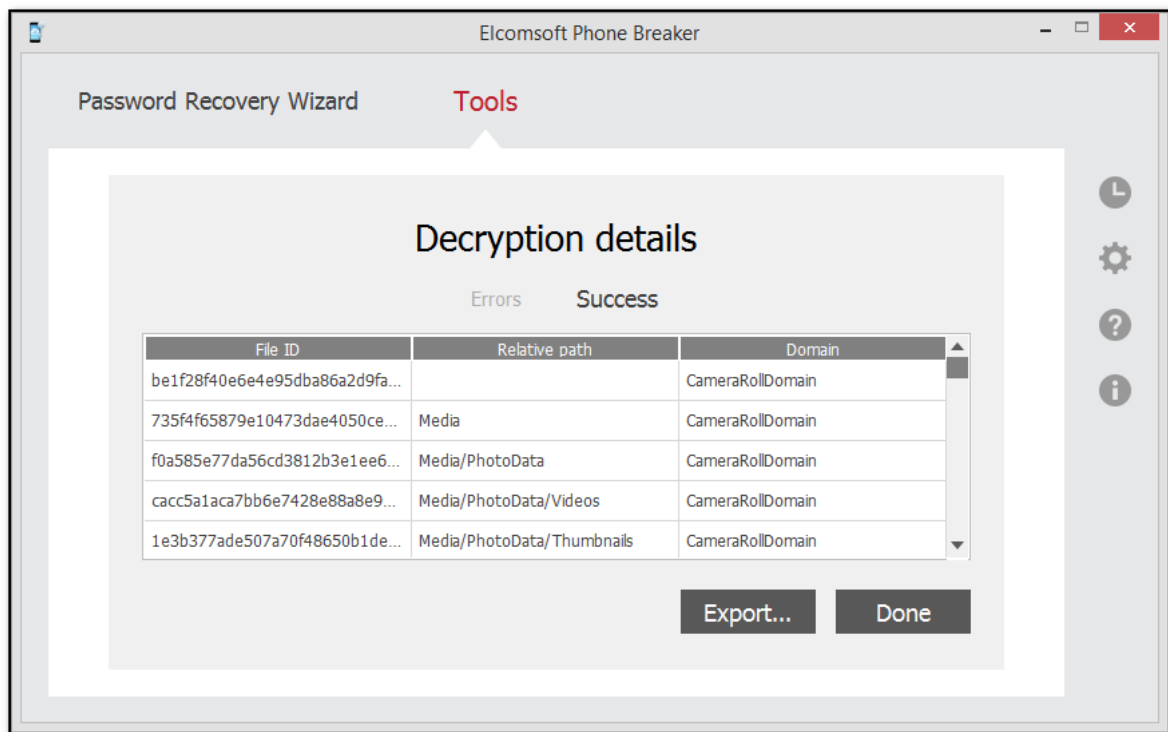 Elcomsoft Phone Breaker
Password Recovery Wizard Tools
Decryption details
Errors Success
File ID Relative path Domain
be1f28f40e6e4e95dba86a2d9fa... CameraRollDomain
735f4f65879e10473dae4050ce... Media CameraRollDomain
f0a585e77da56cd3812b3e1ee6... Media/PhotoData CameraRollDomain
cacc5a1aca7bb6e7428e88a8e9... Media/PhotoData/Videos CameraRollDomain
1e3b377ade507a70f48650b1de... Media/PhotoData/Thumbnails CameraRollDomain
Export... Done